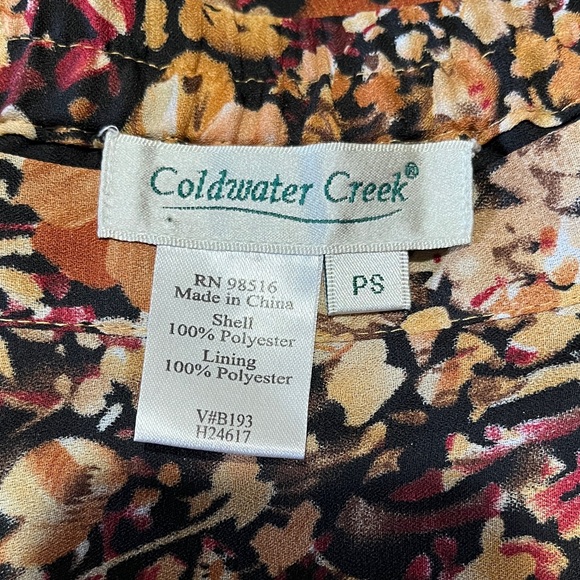 Coldwater Creek®
PS
RN 98516
Made in China
Shell
100% Polyester
Lining
100% Polyester
V#B193
H24617